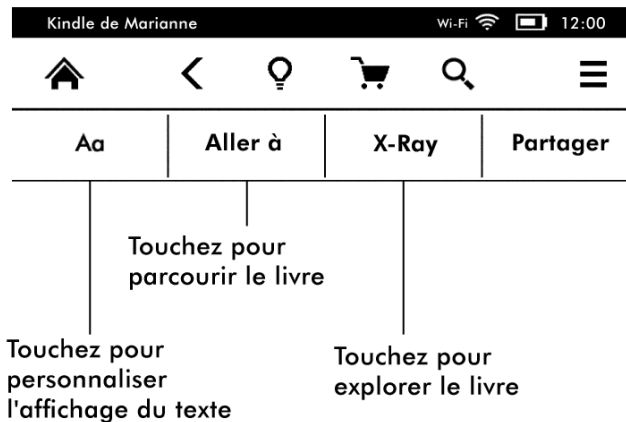 Kindle de Marianne Wi-Fi 12:00
Aa Aller à X-Ray Partager
Touchez pour
parcourir le livre
Touchez pour
personnaliser
l'affichage du texte
Touchez pour
explorer le livre